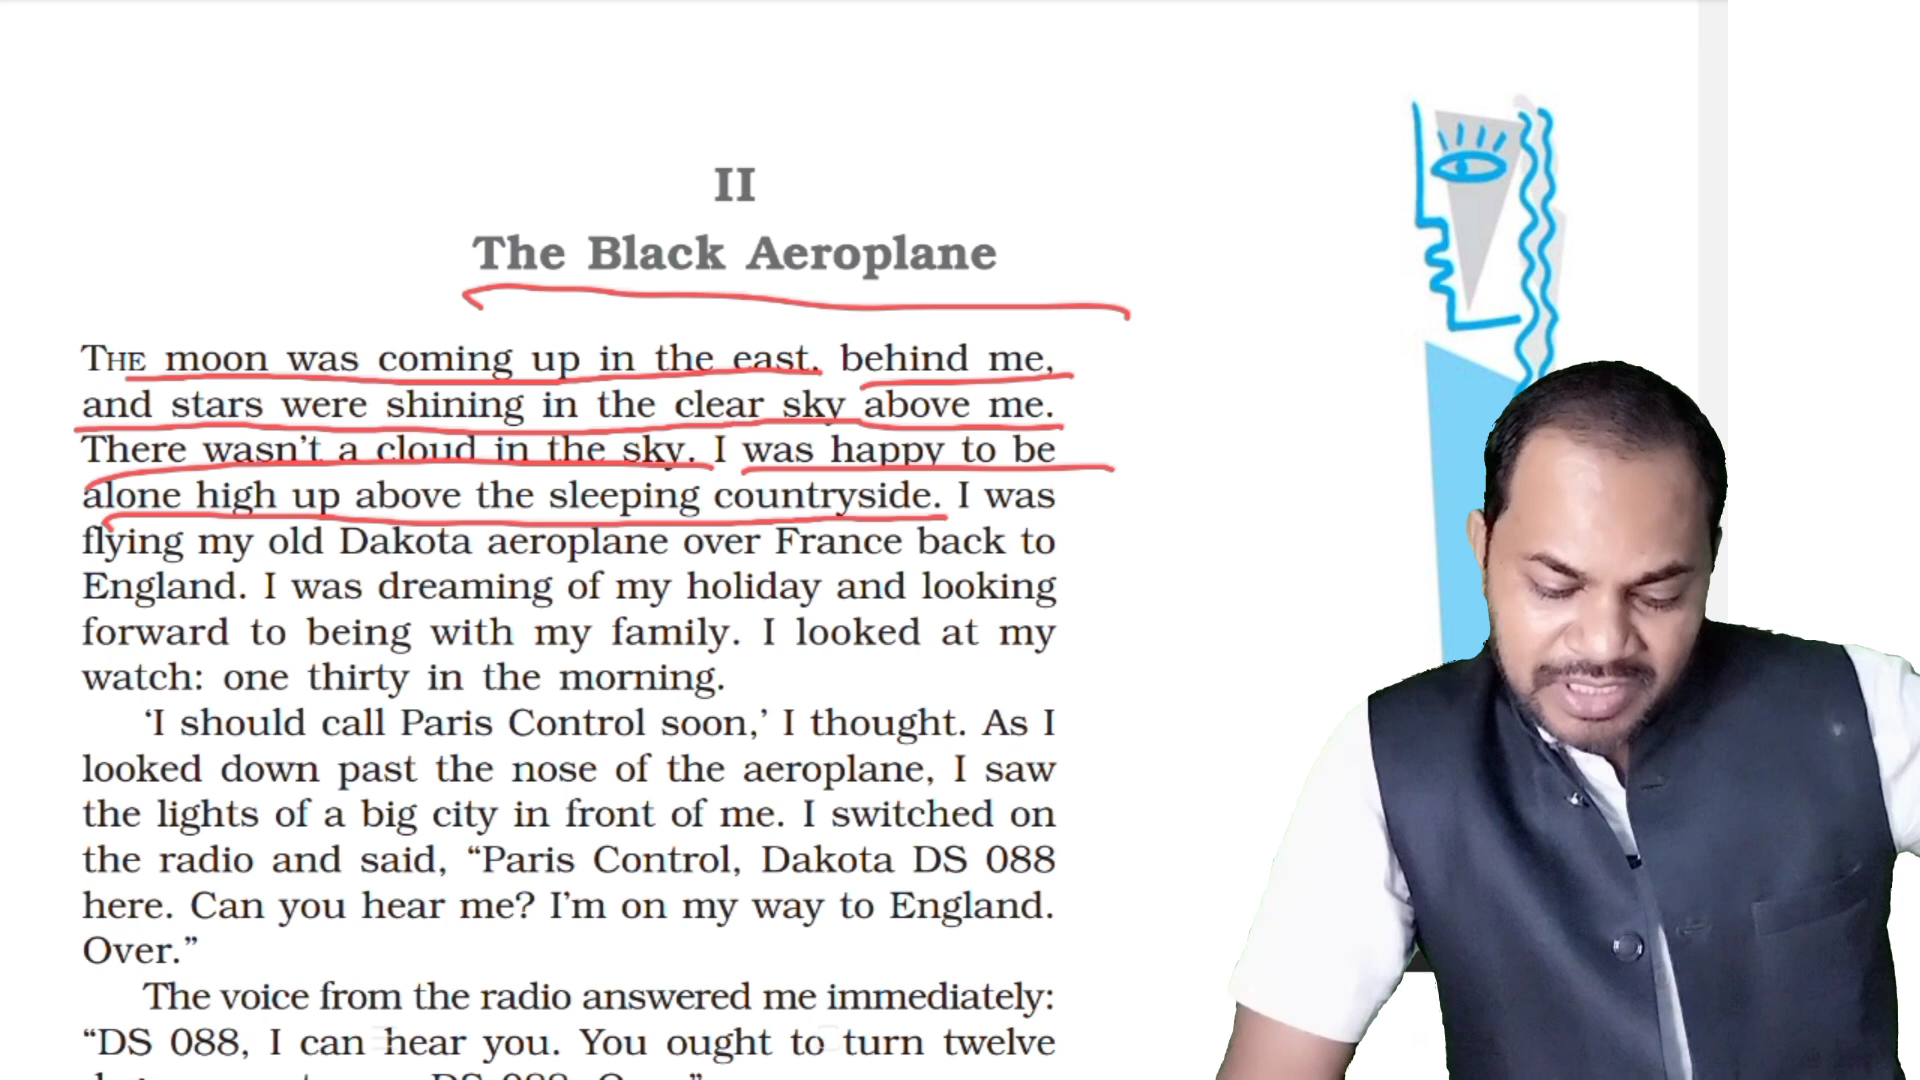 II
The Black Aeroplane
THE moon was coming up in the east, behind me,
and stars were shining in the clear sky above me.
There wasn't a cloud in the sky. I was happy to be
alone high up above the sleeping countryside. I was
flying my old Dakota aeroplane over France back to
England. I was dreaming of my holiday and looking
forward to being with my family. I looked at my
watch: one thirty in the morning.
‘I should call Paris Control soon,’ I thought. As I
looked down past the nose of the aeroplane, I saw
the lights of a big city in front of me. I switched on
the radio and said, “Paris Control, Dakota DS 088
here. Can you hear me? I’m on my way to England.
Over.”
The voice from the radio answered me immediately:
“DS 088, I can hear you. You ought to turn twelve